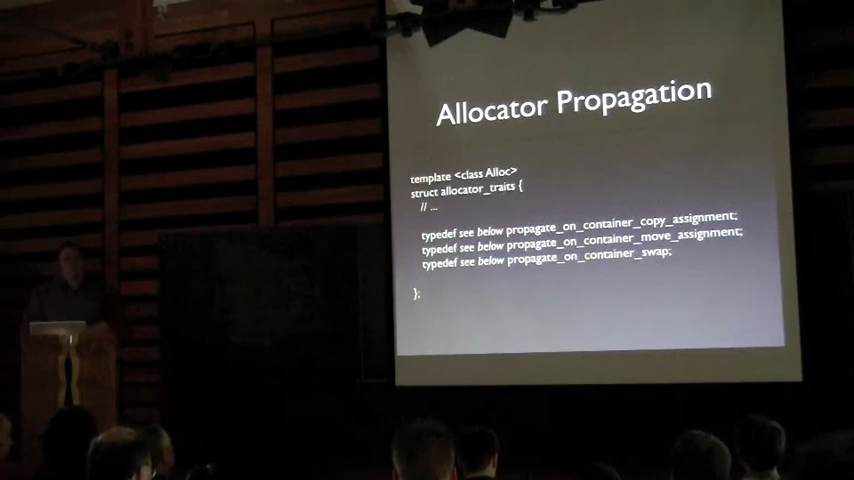 Allocator Propagation
template <class Alloc>
struct allocator_traits {
// ...
typedef see below propagate_on_container_copy_assignment;
typedef see below propagate_on_container_move_assignment;
typedef see below propagate_on_container_swap;
};